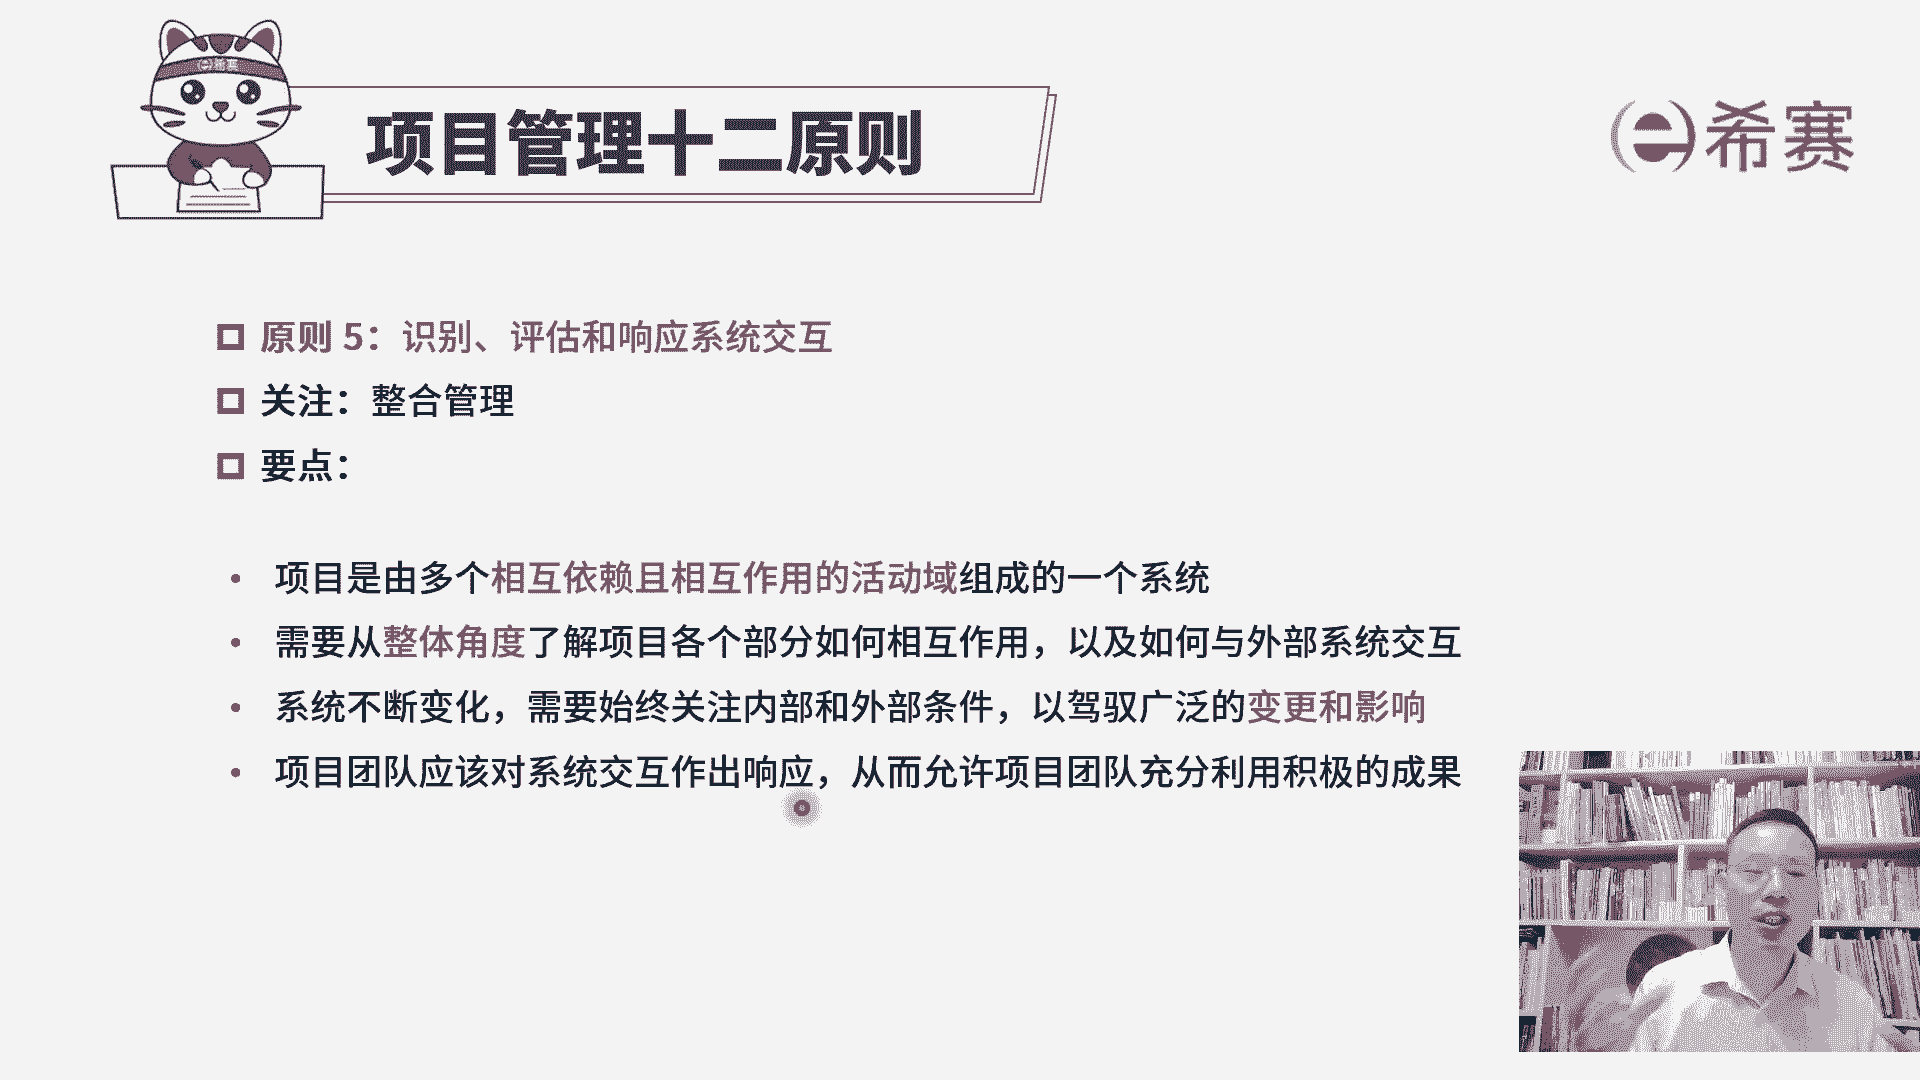 希赛
项目管理十二原则
希赛
原则 5：识别、评估和响应系统交互
关注：整合管理
要点：
项目是由多个相互依赖且相互作用的活动域组成的一个系统
需要从整体角度了解项目各个部分如何相互作用，以及如何与外部系统交互
系统不断变化，需要始终关注内部和外部条件，以驾驭广泛的变更和影响
项目团队应该对系统交互作出响应，从而允许项目团队充分利用积极的成果